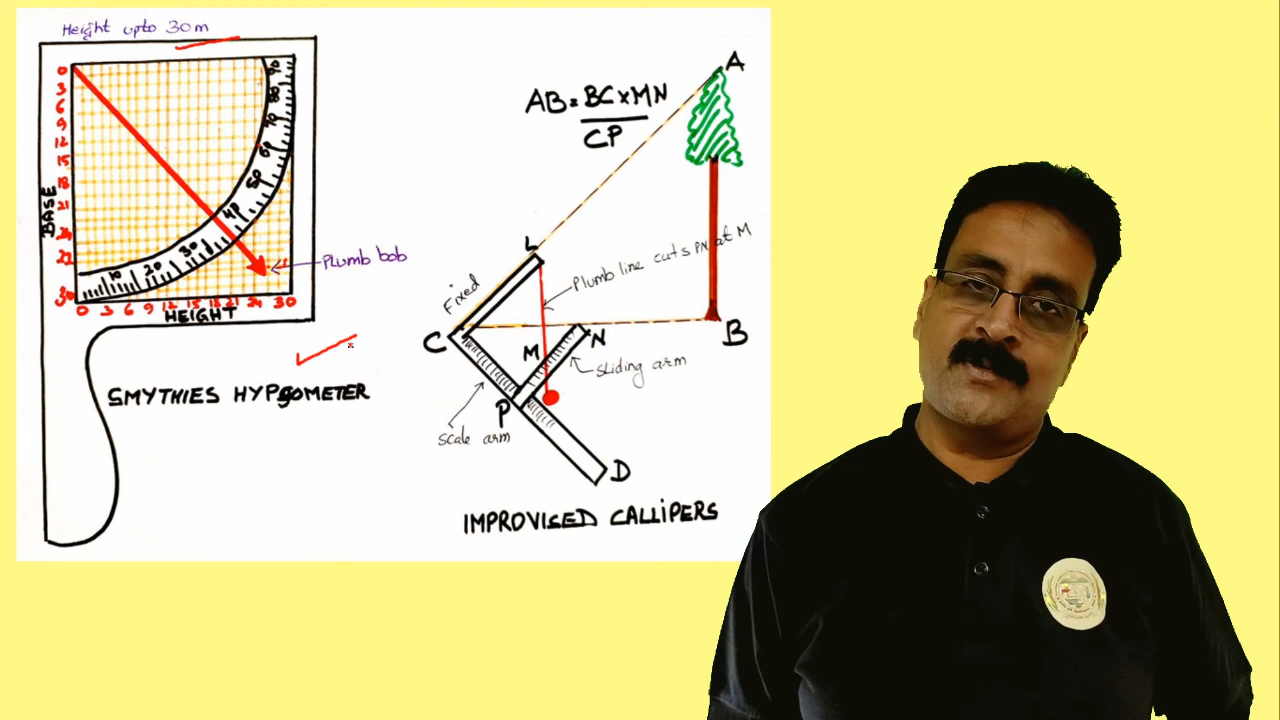 Height upto 30m
0
3
6
9
12
15
18
21
24
27
30
BASE
10 20 30 40 50 60 70 80 90
0 3 6 9 12 15 18 21 24 30
HEIGHT
Plumb bob
SMYTHIES HYPSOMETER
AB = BC x MN
CP
A
L
Plumb line cuts PN at M
Fixed
C
B
M
N
sliding arm
P
scale arm
D
IMPROVISED CALLIPERS